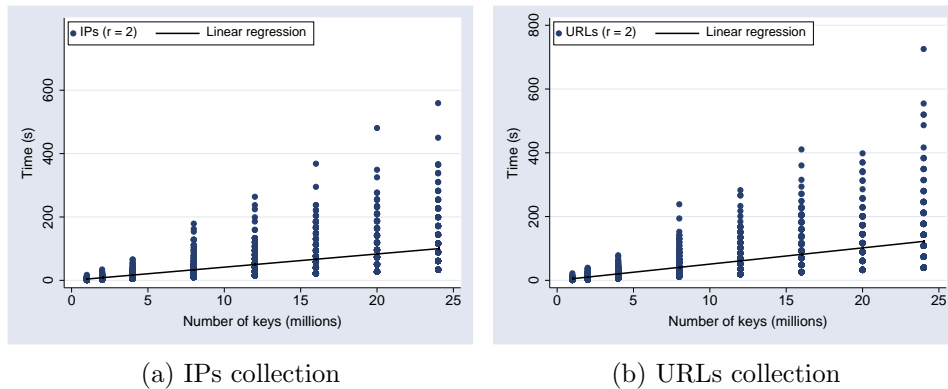 IPs (r = 2) Linear regression
Time (s)
0 200 400 600
0 5 10 15 20 25
Number of keys (millions)
(a) IPs collection
URLs (r = 2) Linear regression
Time (s)
0 200 400 600 800
0 5 10 15 20 25
Number of keys (millions)
(b) URLs collection